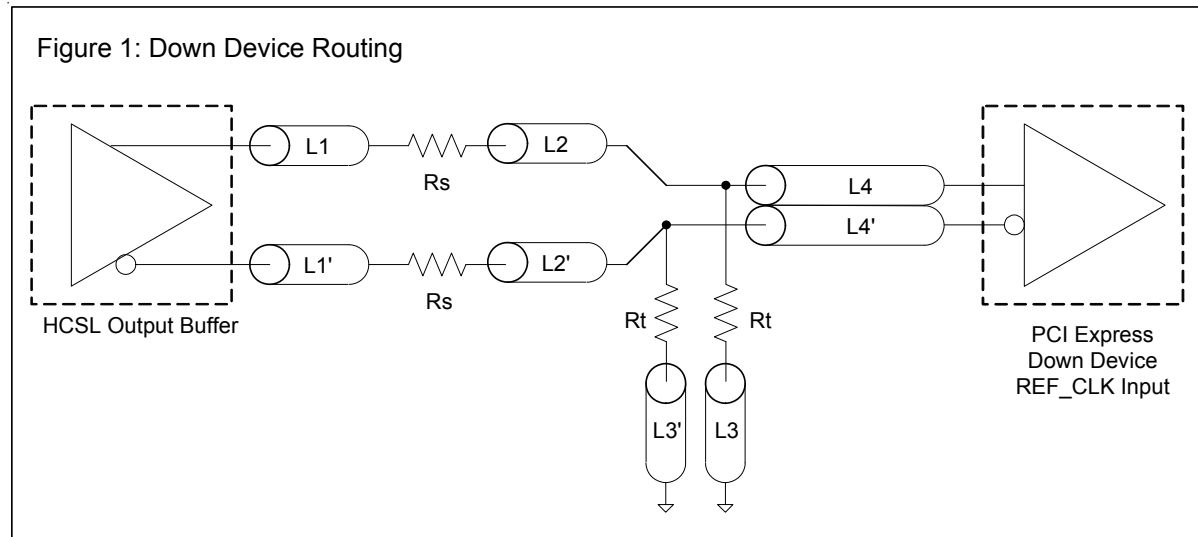 Figure 1: Down Device Routing
L1
Rs
L2
L4
L4'
L1'
Rs
L2'
HCSL Output Buffer
Rt
Rt
L3'
L3
PCI Express
Down Device
REF_CLK Input